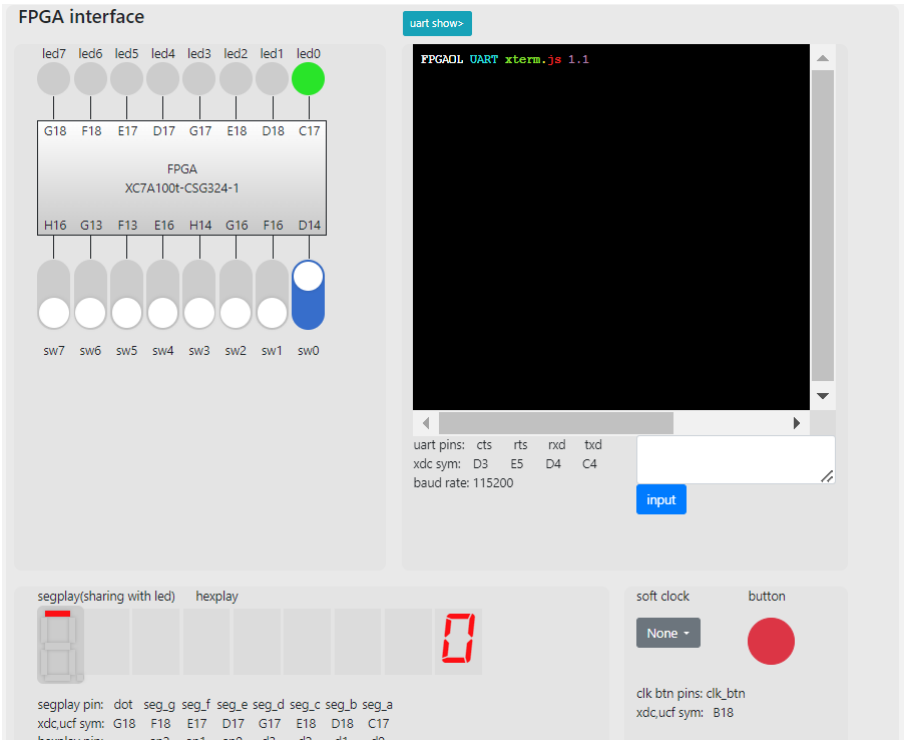 FPGA interface
uart show>
led7 led6 led5 led4 led3 led2 led1 led0
G18 F18 E17 D17 G17 E18 D18 C17
FPGA
XC7A100t-CSG324-1
H16 G13 F13 E16 H14 G16 F16 D14
sw7 sw6 sw5 sw4 sw3 sw2 sw1 sw0
FPGAOL UART xterm.js 1.1
uart pins: cts rts rxd txd
xdc sym: D3 E5 D4 C4
baud rate: 115200
input
segplay(sharing with led) hexplay
0
segplay pin: dot seg_g seg_f seg_e seg_d seg_c seg_b seg_a
xdc,ucf sym: G18 F18 E17 D17 G17 E18 D18 C17
soft clock button
None
clk btn pins: clk_btn
xdc,ucf sym: B18